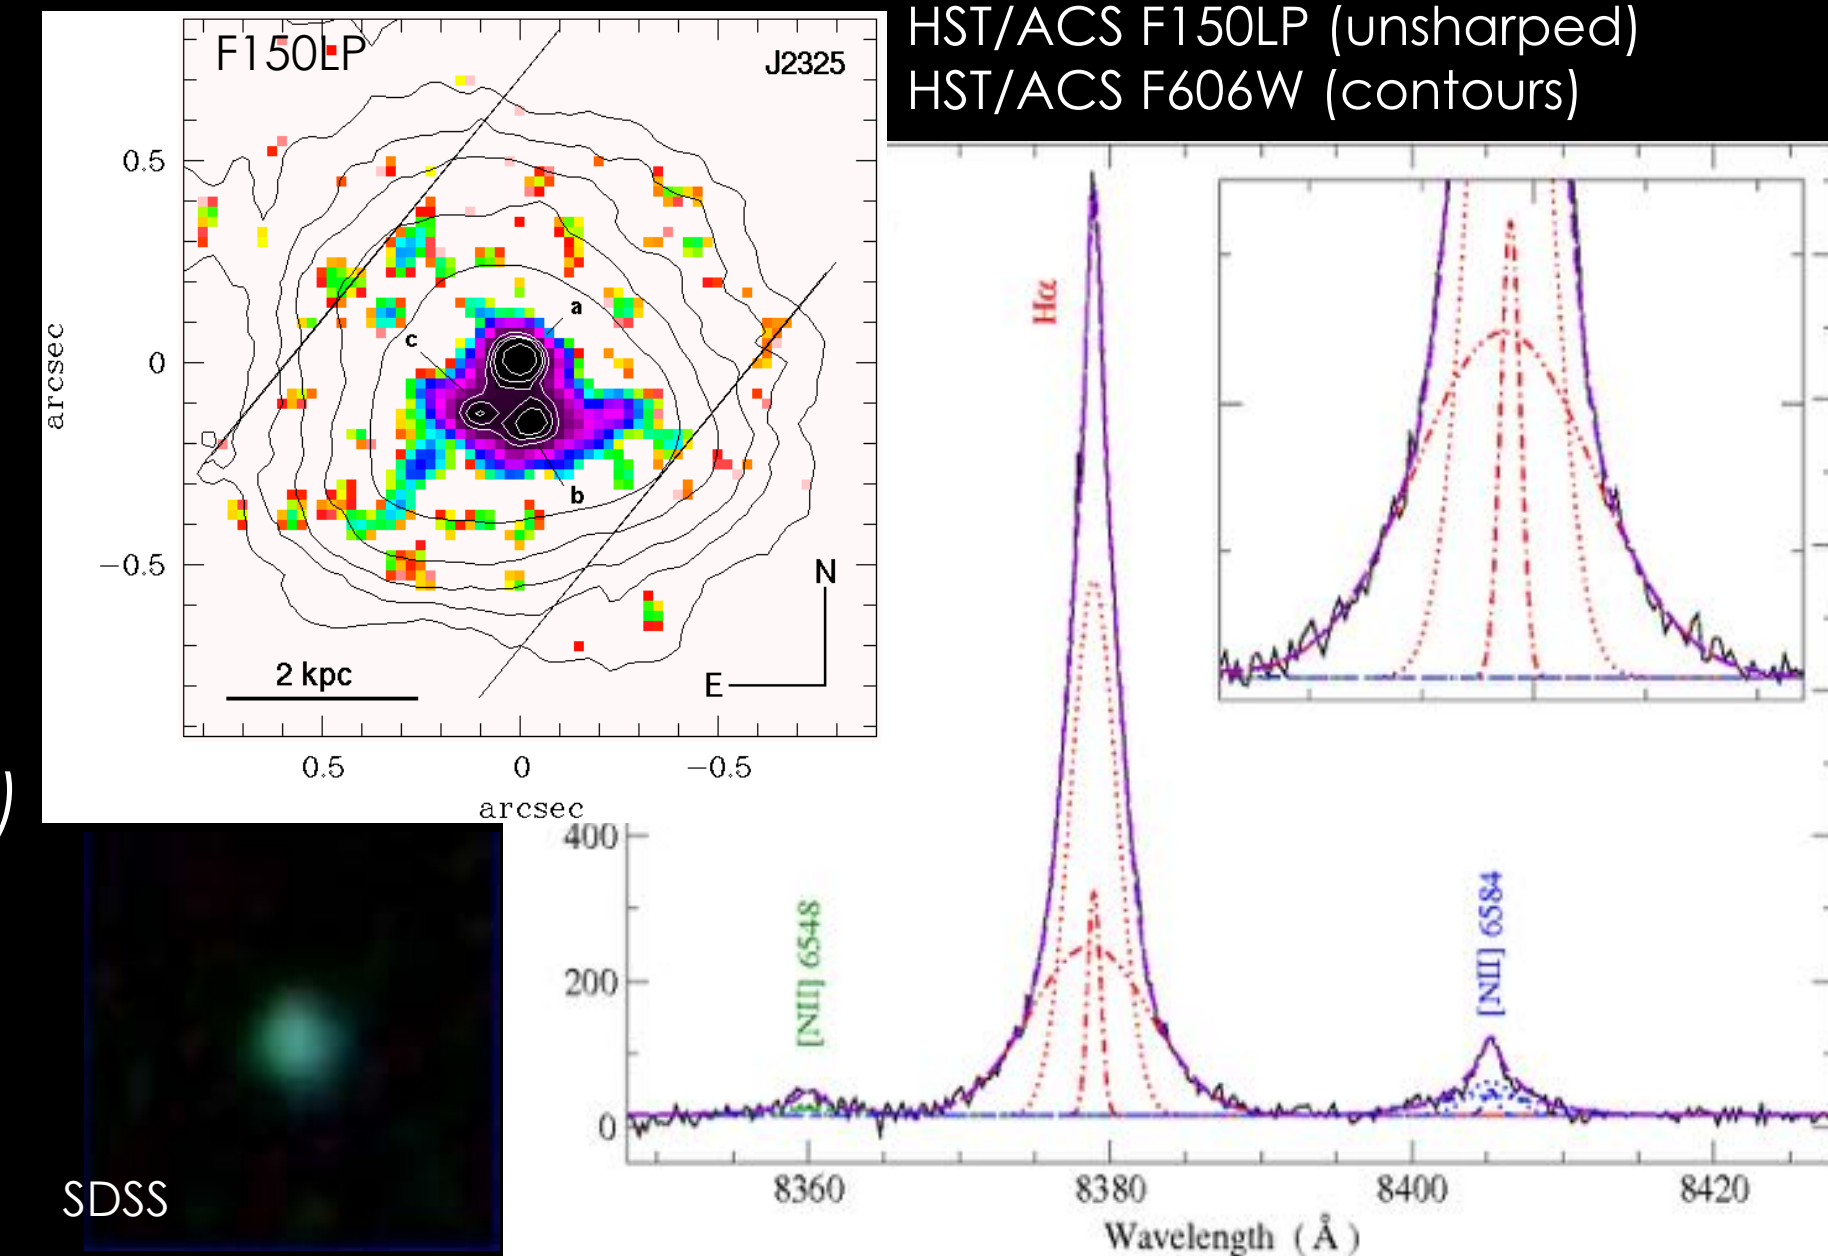 HST/ACS F150LP (unsharped)
HST/ACS F606W (contours)
F150LP
J2325
0.5
0
−0.5
arcsec
a
c
b
N
E
2 kpc
0.5
0
−0.5
arcsec
)
SDSS
Hα
[NII] 6548
[NII] 6584
400
200
0
8360
8380
8400
8420
Wavelength ( Å )